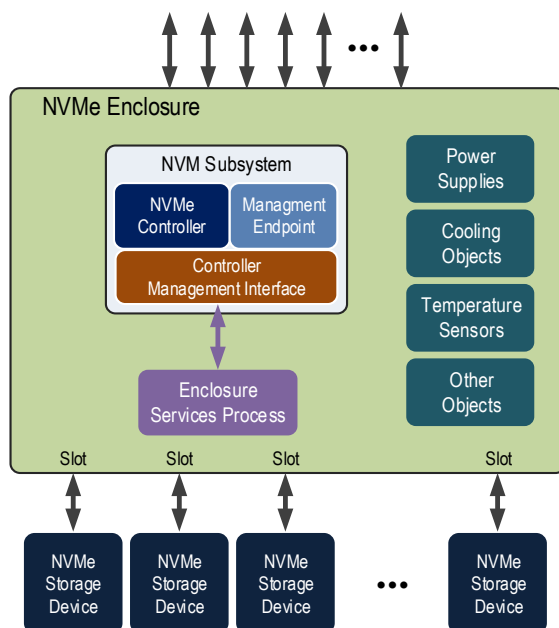 NVMe Enclosure
NVM Subsystem
NVMe
Controller
Managment
Endpoint
Controller
Management Interface
Enclosure
Services Process
Power
Supplies
Cooling
Objects
Temperature
Sensors
Other
Objects
Slot
Slot
Slot
Slot
NVMe
Storage
Device
NVMe
Storage
Device
NVMe
Storage
Device
NVMe
Storage
Device